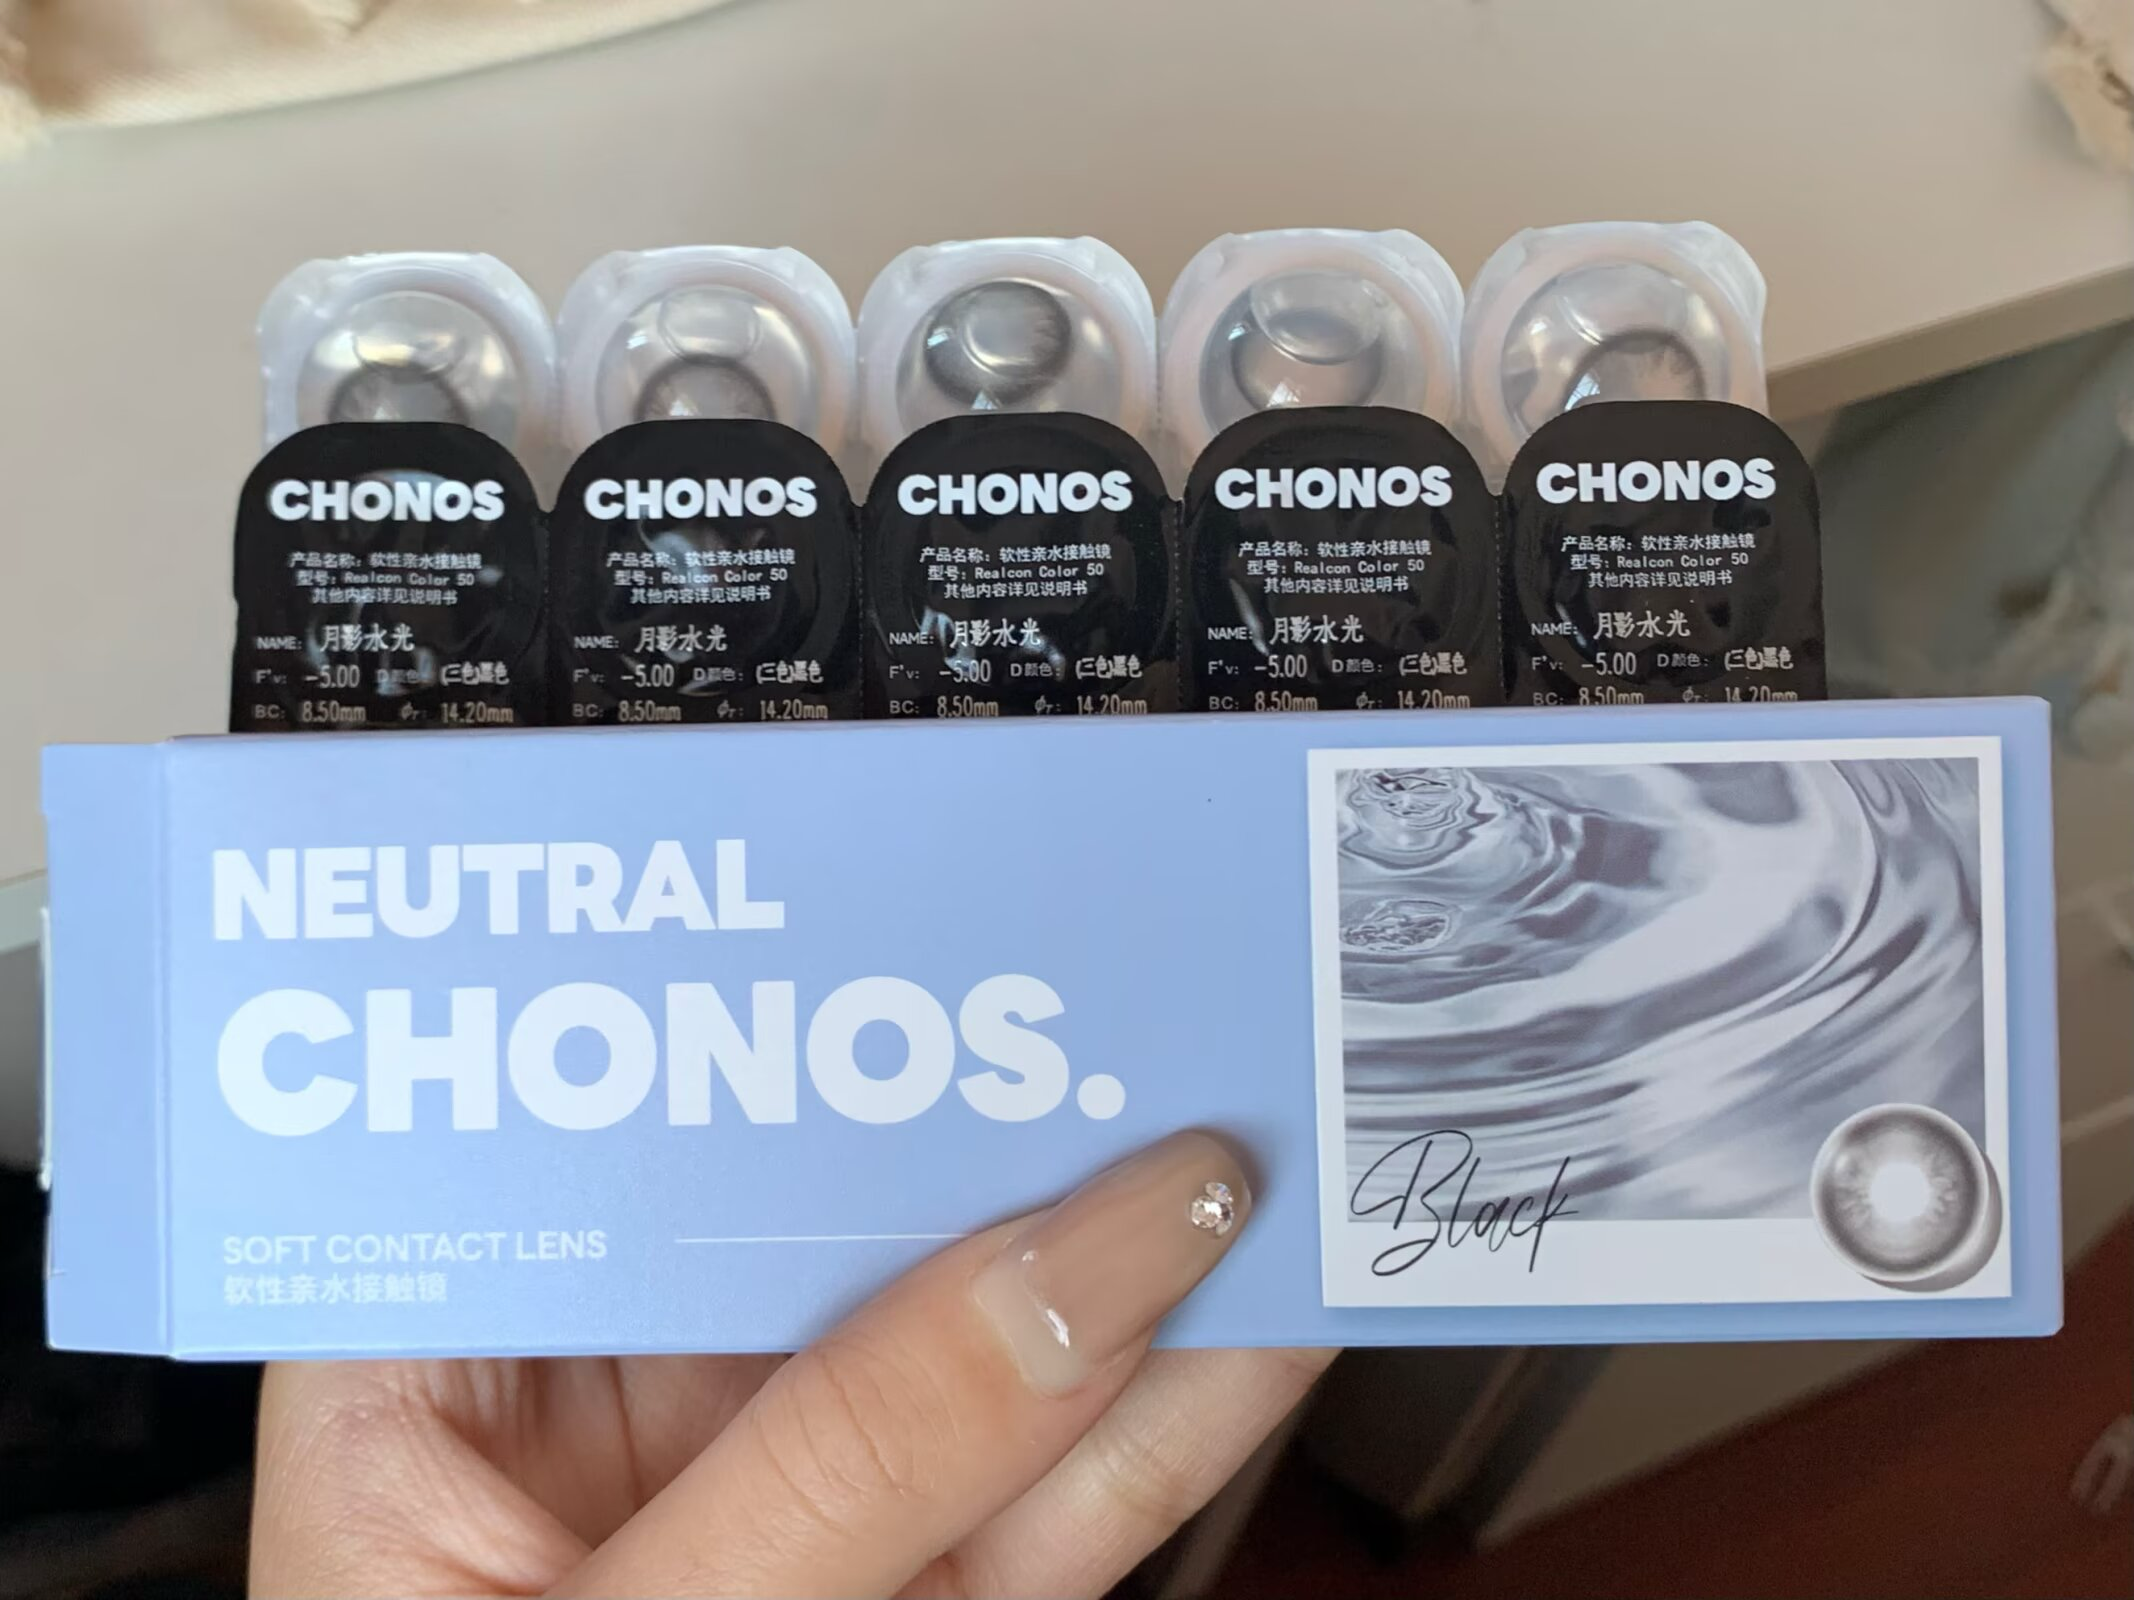 CHONOS
产品名称：软性亲水接触镜
型号：Realcon Color 50
其他内容详见说明书
NAME: 月影水光
F'v: -5.00 D 颜色: (三色)黑色
BC: 8.50mm ϕT: 14.20mm
CHONOS
产品名称：软性亲水接触镜
型号：Realcon Color 50
其他内容详见说明书
NAME: 月影水光
F'v: -5.00 D 颜色: (三色)黑色
BC: 8.50mm ϕT: 14.20mm
CHONOS
产品名称：软性亲水接触镜
型号：Realcon Color 50
其他内容详见说明书
NAME: 月影水光
F'v: -5.00 D 颜色: (三色)黑色
BC: 8.50mm ϕT: 14.20mm
CHONOS
产品名称：软性亲水接触镜
型号：Realcon Color 50
其他内容详见说明书
NAME: 月影水光
F'v: -5.00 D 颜色: (三色)黑色
BC: 8.50mm ϕT: 14.20mm
CHONOS
产品名称：软性亲水接触镜
型号：Realcon Color 50
其他内容详见说明书
NAME: 月影水光
F'v: -5.00 D 颜色: (三色)黑色
BC: 8.50mm ϕT: 14.20mm
NEUTRAL
CHONOS.
SOFT CONTACT LENS
软性亲水接触镜
Black